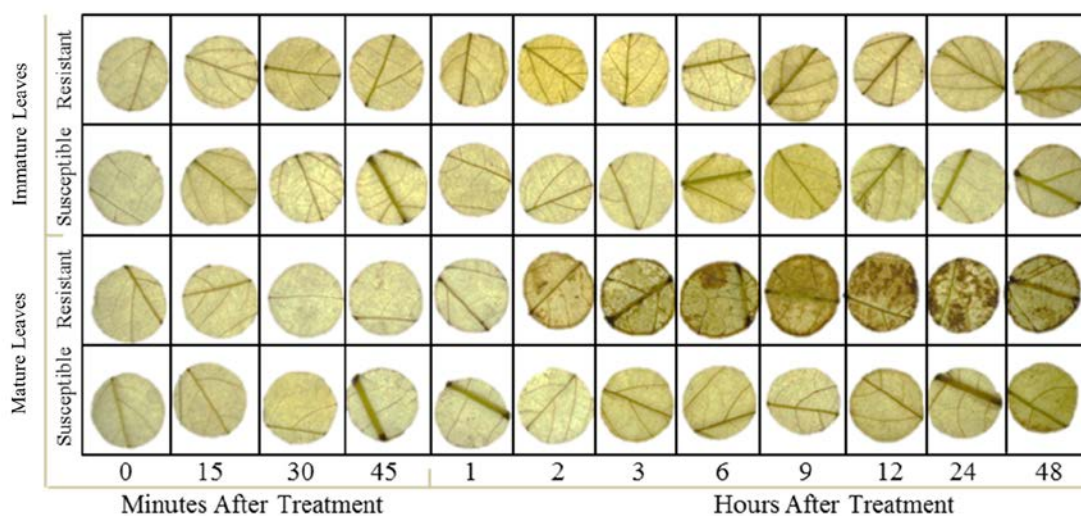 Immature Leaves
Resistant
Susceptible
Mature Leaves
Resistant
Susceptible
0 15 30 45 1 2 3 6 9 12 24 48
Minutes After Treatment Hours After Treatment